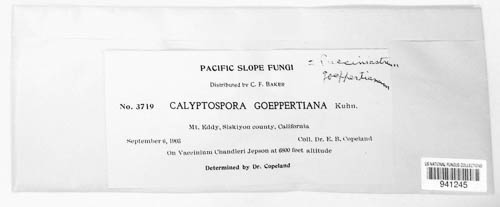 PACIFIC SLOPE FUNGI
= Pucciniastrum
goeppertianum
Distributed by C. F. BAKER
No. 3719 CALYPTOSPORA GOEPPERTIANA Kuhn.
Mt. Eddy, Siskiyou county, California
September 6, 1903 Coll. Dr. E. B. Copeland
On Vaccinium Chandleri Jepson at 6800 feet altitude
Determined by Dr. Copeland
US NATIONAL FUNGUS COLLECTIONS
941245